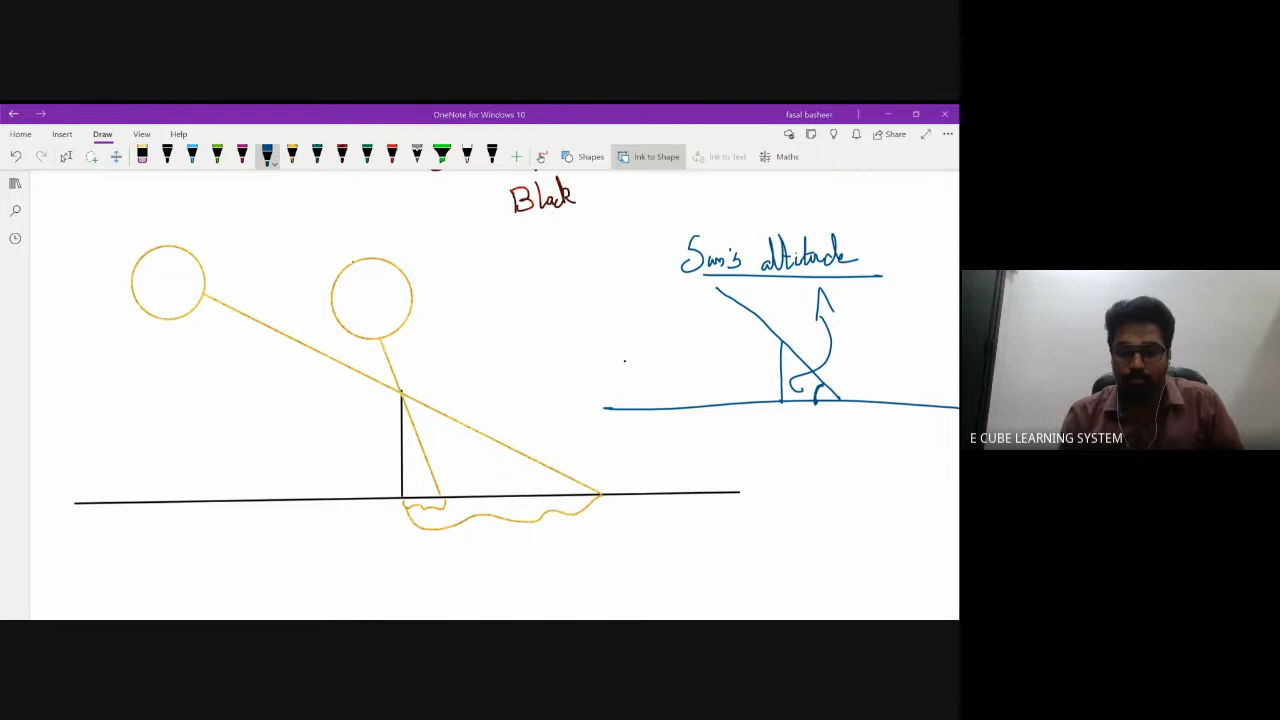 OneNote for Windows 10
fasal basheer
Home Insert Draw View Help
Share
Shapes
Ink to Shape
Ink to Text
Maths
Black
Sun's altitude
E CUBE LEARNING SYSTEM